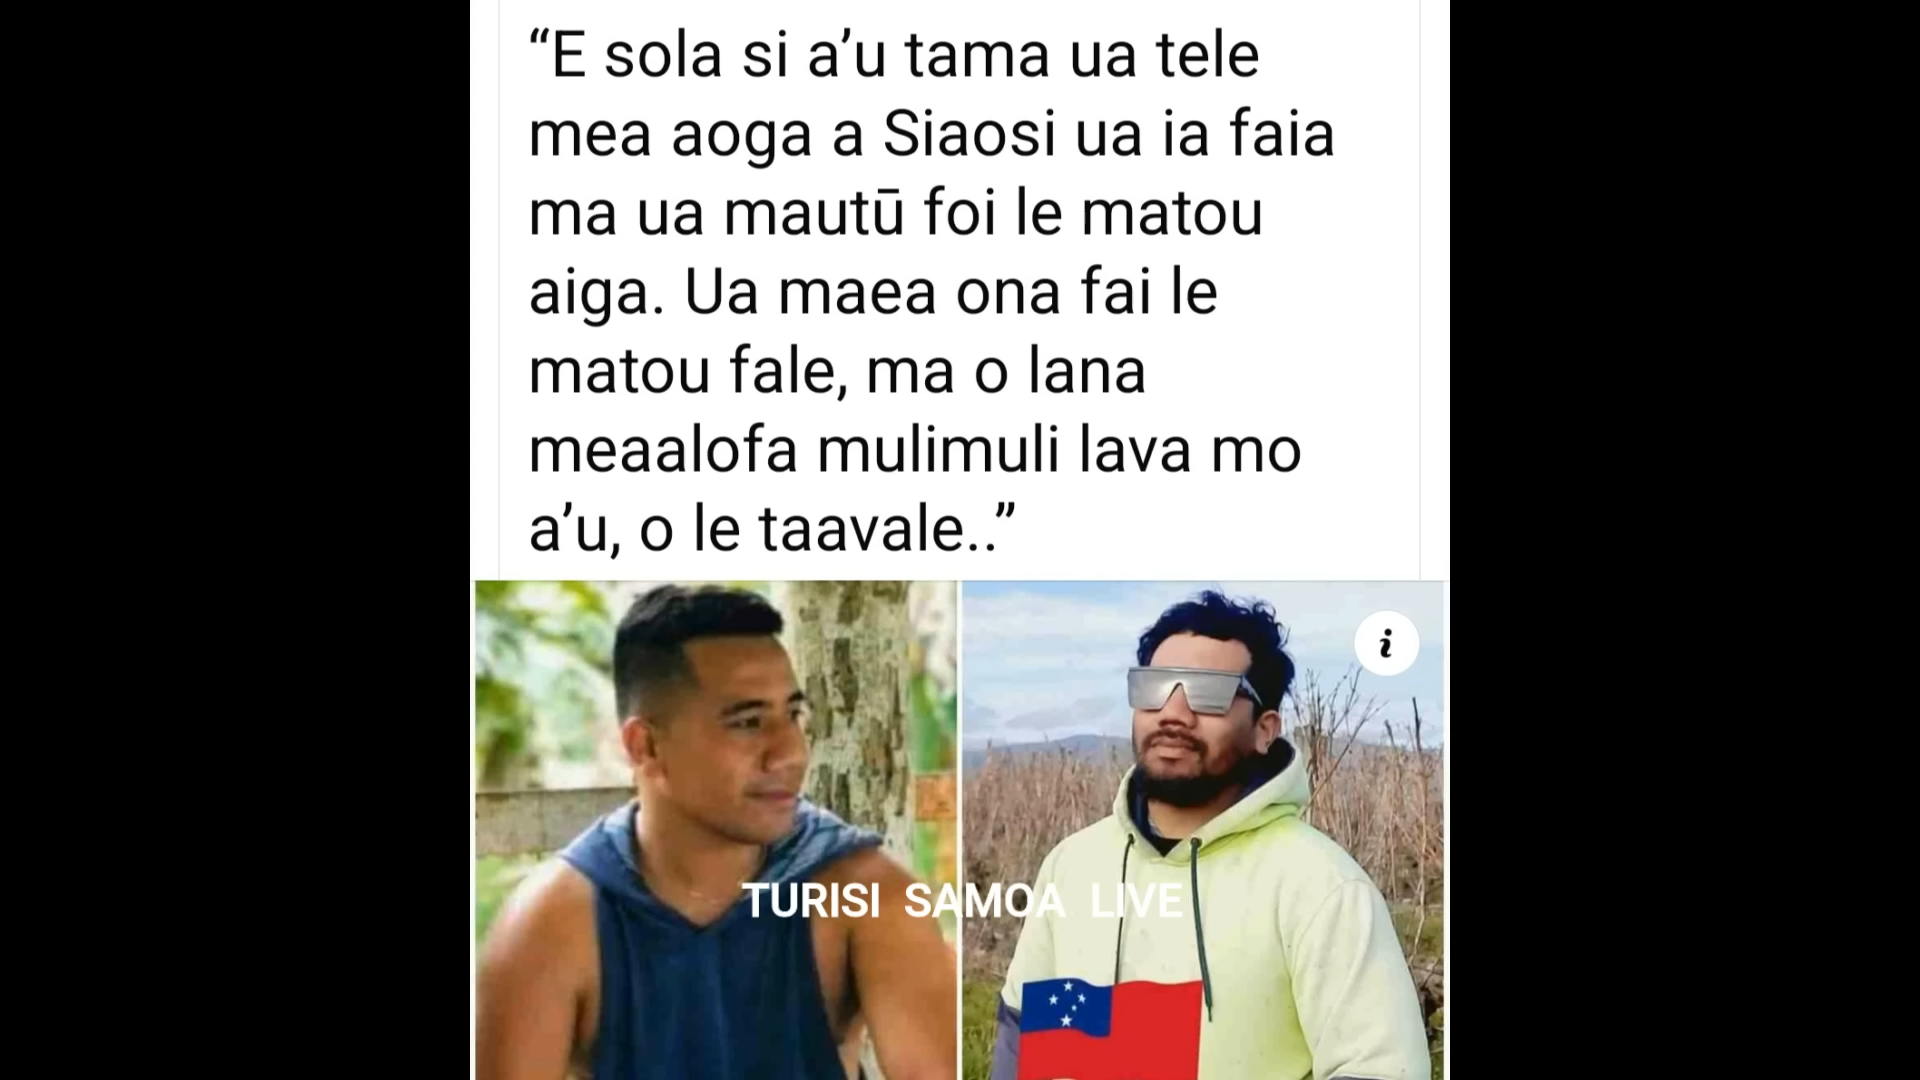 “E sola si a’u tama ua tele
mea aoga a Siaosi ua ia faia
ma ua mautū foi le matou
aiga. Ua maea ona fai le
matou fale, ma o lana
meaalofa mulimuli lava mo
a’u, o le taavale..”
i
TURISI SAMOA LIVE